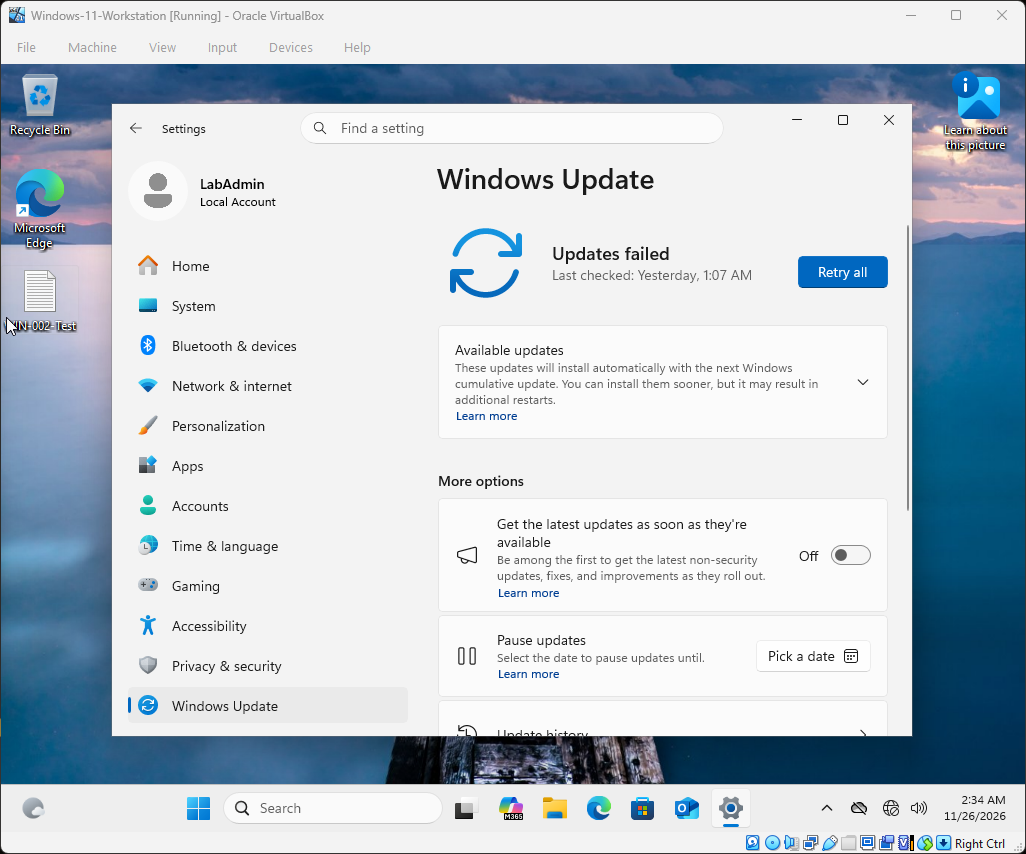 Windows-11-Workstation [Running] - Oracle VirtualBox
File Machine View Input Devices Help
Recycle Bin
Microsoft
Edge
WIN-002-Test
Learn about
this picture
Settings
Find a setting
LabAdmin
Local Account
Home
System
Bluetooth & devices
Network & internet
Personalization
Apps
Accounts
Time & language
Gaming
Accessibility
Privacy & security
Windows Update
Windows Update
Updates failed
Last checked: Yesterday, 1:07 AM
Retry all
Available updates
These updates will install automatically with the next Windows
cumulative update. You can install them sooner, but it may result in
additional restarts.
Learn more
More options
Get the latest updates as soon as they're
available
Be among the first to get the latest non-security
updates, fixes, and improvements as they roll out.
Learn more
Off
Pause updates
Select the date to pause updates until.
Learn more
Pick a date
Update history
Search
M365
2:34 AM
11/26/2026
Right Ctrl